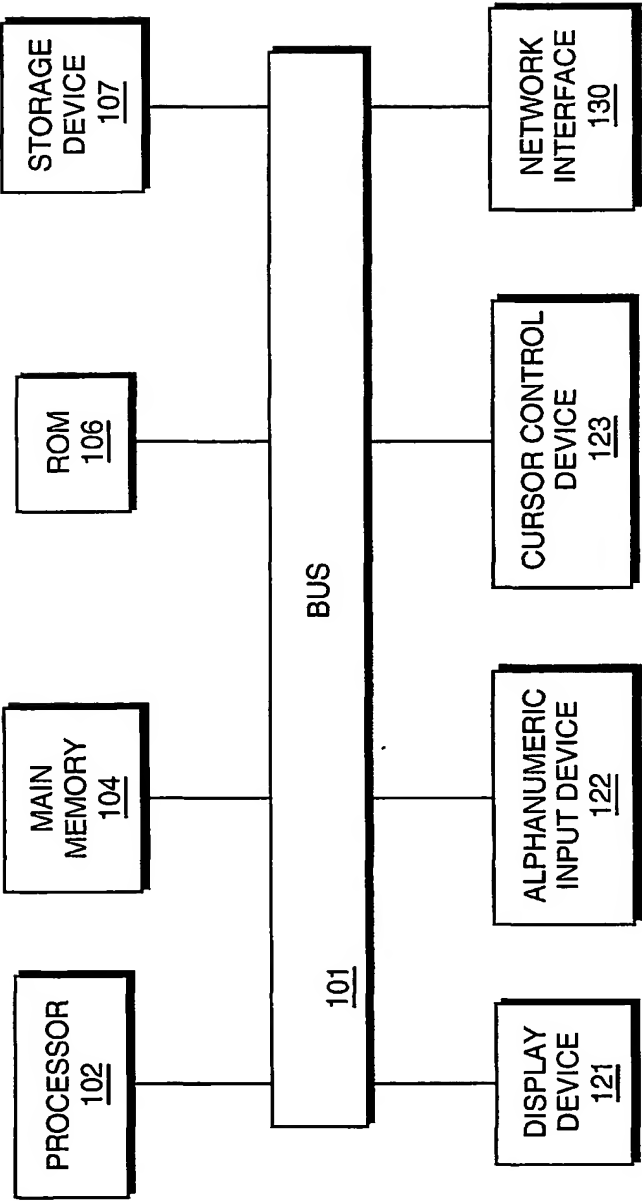 PROCESSOR
102
MAIN
MEMORY
104
ROM
106
STORAGE
DEVICE
107
BUS
101
DISPLAY
DEVICE
121
ALPHANUMERIC
INPUT DEVICE
122
CURSOR CONTROL
DEVICE
123
NETWORK
INTERFACE
130